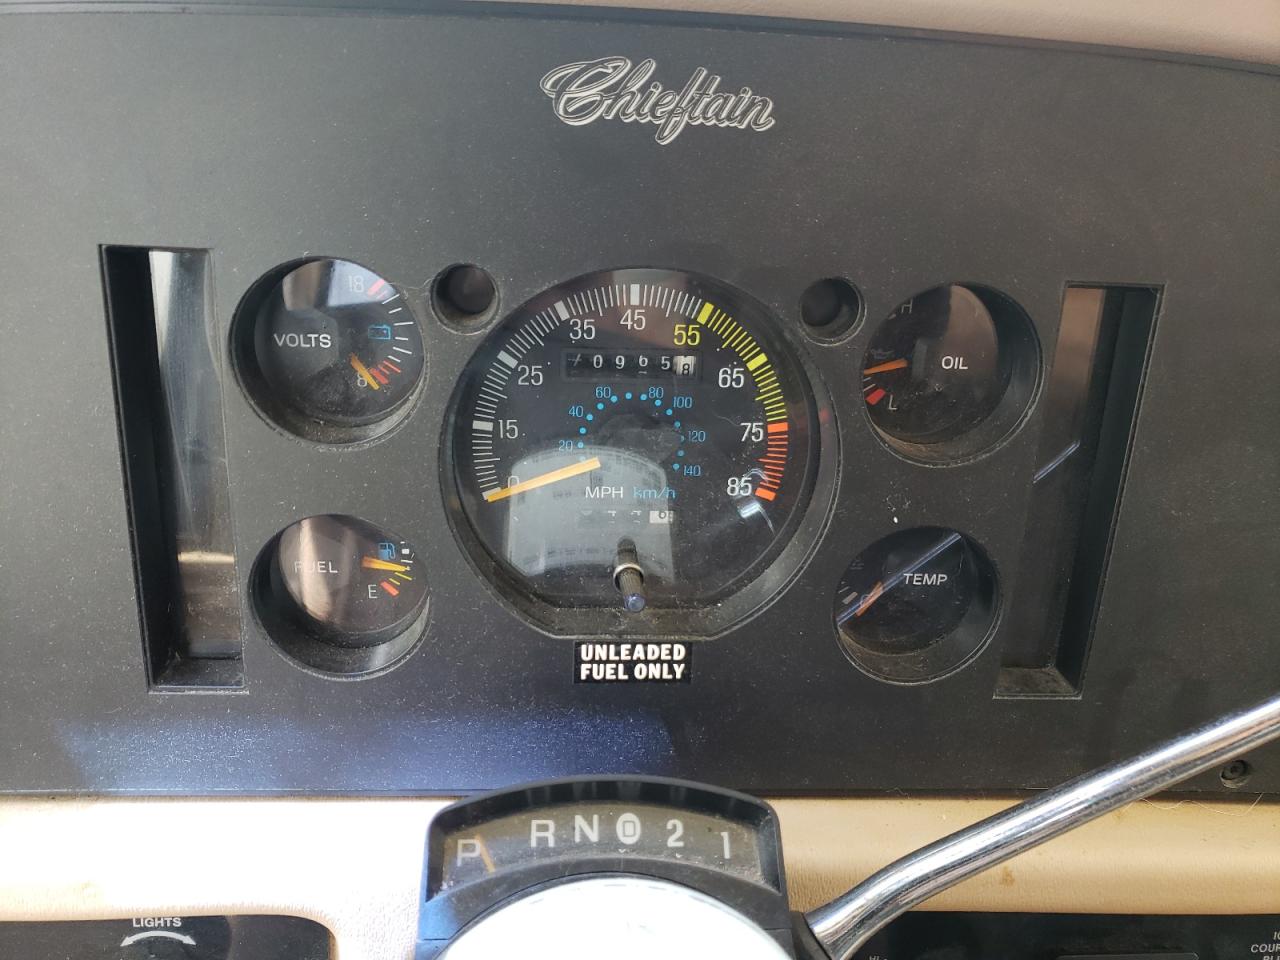 Chieftain
18
VOLTS
8
45
35
55
25
65
15
75
0
85
60
80
40
100
20
120
140
MPH km/h
H
OIL
L
FUEL
E
TEMP
C
UNLEADED
FUEL ONLY
P R N D 2 1
LIGHTS